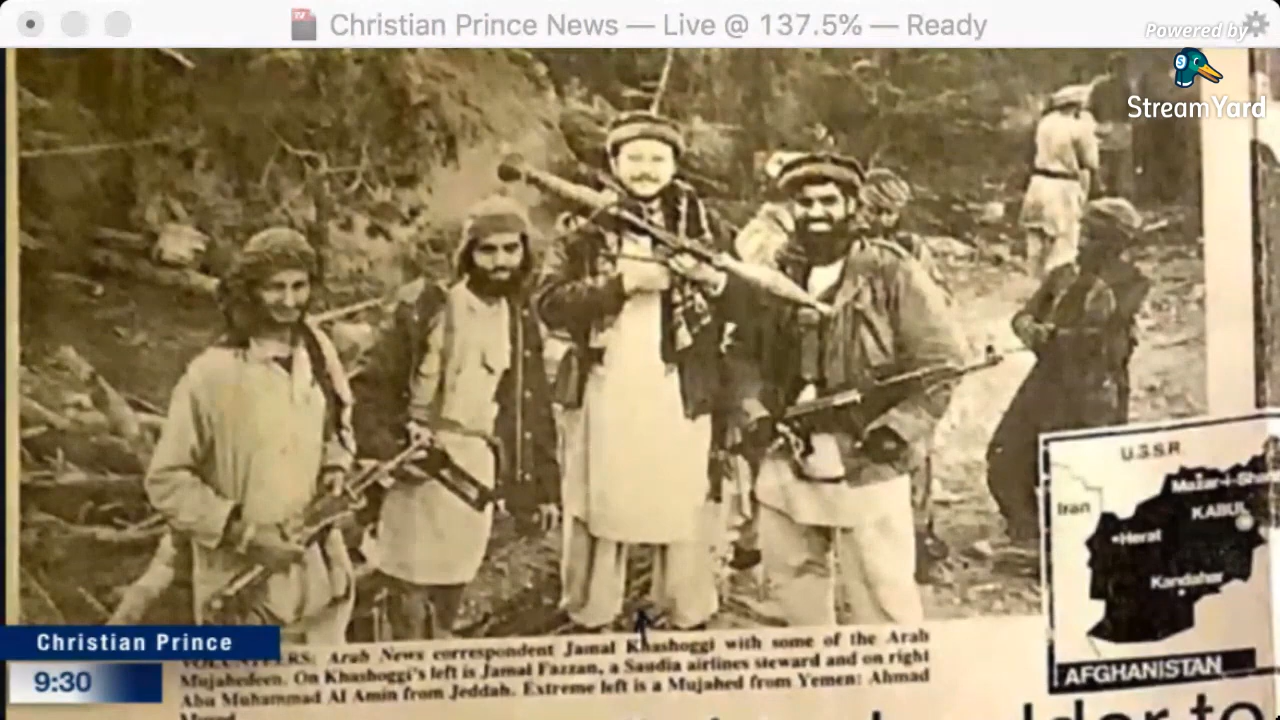 Christian Prince News — Live @ 137.5% — Ready
Powered by
StreamYard
U.S.S.R.
Iran
KABUL
Herat
Kandahar
AFGHANISTAN
Christian Prince
9:30
Arab News correspondent Jamal Khashoggi with some of the Arab
Mujahedeen. On Khashoggi's left is Jamal Fazzan, a Saudia airlines steward and on right
Abu Muhammad Al Amin from Jeddah. Extreme left is a Mujahed from Yemen: Ahmad